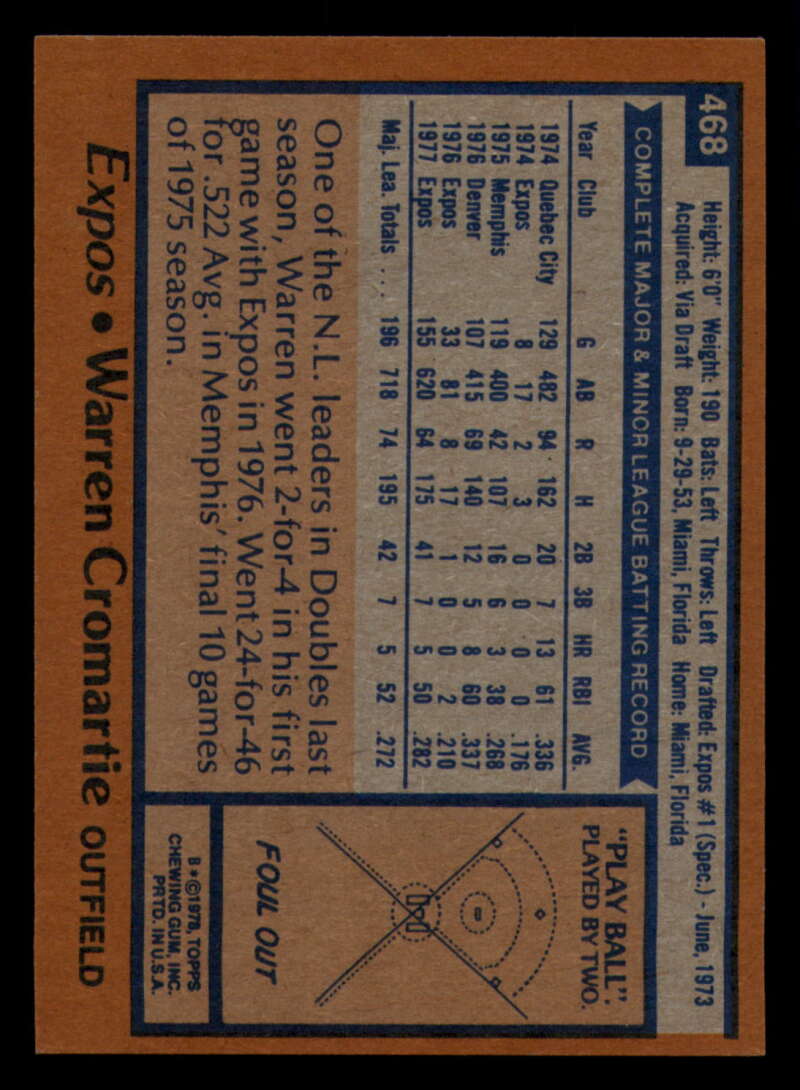 468
Height: 6'0" Weight: 190 Bats: Left Throws: Left Drafted: Expos #1 (Spec.) - June, 1973
Acquired: Via Draft Born: 9-29-53, Miami, Florida Home: Miami, Florida
COMPLETE MAJOR & MINOR LEAGUE BATTING RECORD
Year Club G AB R H 2B 3B HR RBI AVG.
1974 Quebec City 129 482 94 162 20 7 13 61 .336
1974 Expos 8 17 2 3 0 0 0 0 .176
1975 Memphis 119 400 42 107 16 6 3 38 .268
1976 Denver 107 415 69 140 12 5 8 60 .337
1976 Expos 33 81 8 17 1 0 0 2 .210
1977 Expos 155 620 64 175 41 7 5 50 .282
Maj. Lea. Totals ... 196 718 74 195 42 7 5 52 .272
One of the N.L. leaders in Doubles last
season, Warren went 2-for-4 in his first
game with Expos in 1976. Went 24-for-46
for .522 Avg. in Memphis' final 10 games
of 1975 season.
"PLAY BALL":
PLAYED BY TWO.
FOUL OUT
B*©1978, TOPPS
CHEWING GUM, INC.
PRTD. IN U.S.A.
Expos • Warren Cromartie OUTFIELD